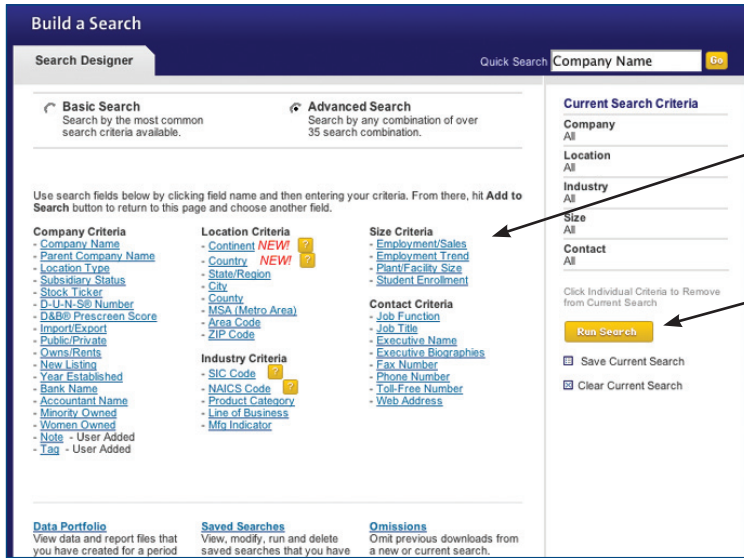 Build a Search
Search Designer
Quick Search Company Name Go
Basic Search
Search by the most common
search criteria available.
Advanced Search
Search by any combination of over
35 search combination.
Use search fields below by clicking field name and then entering your criteria. From there, hit Add to
Search button to return to this page and choose another field.
Company Criteria
- Company Name
- Parent Company Name
- Location Type
- Subsidiary Status
- Stock Ticker
- D-U-N-S® Number
- D&B® Prescreen Score
- Import/Export
- Public/Private
- Owns/Rents
- New Listing
- Year Established
- Bank Name
- Accountant Name
- Minority Owned
- Women Owned
- Note - User Added
- Tag - User Added
Location Criteria
- Continent NEW! ?
- Country NEW! ?
- State/Region
- City
- County
- MSA (Metro Area)
- Area Code
- ZIP Code
Industry Criteria
- SIC Code ?
- NAICS Code ?
- Product Category
- Line of Business
- Mfg Indicator
Size Criteria
- Employment/Sales
- Employment Trend
- Plant/Facility Size
- Student Enrollment
Contact Criteria
- Job Function
- Job Title
- Executive Name
- Executive Biographies
- Fax Number
- Phone Number
- Toll-Free Number
- Web Address
Data Portfolio
View data and report files that
you have created for a period
Saved Searches
View, modify, run and delete
saved searches that you have
Omissions
Omit previous downloads from
a new or current search.
Current Search Criteria
Company
All
Location
All
Industry
All
Size
All
Contact
All
Click Individual Criteria to Remove
from Current Search
Run Search
Save Current Search
Clear Current Search